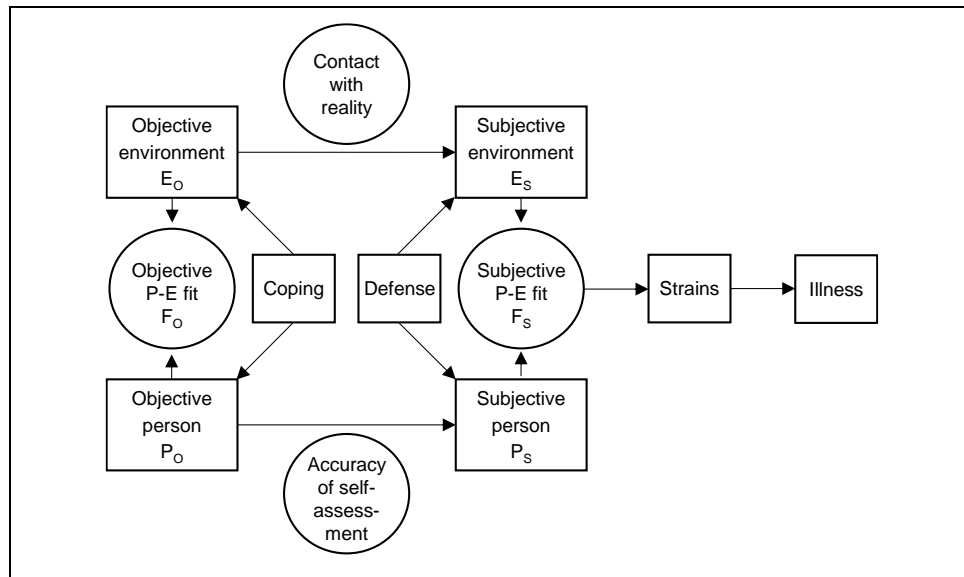 Contact
with
reality
Objective
environment
E_O
Subjective
environment
E_S
Objective
P-E fit
F_O
Coping
Defense
Subjective
P-E fit
F_S
Strains
Illness
Objective
person
P_O
Subjective
person
P_S
Accuracy
of self-
assess-
ment